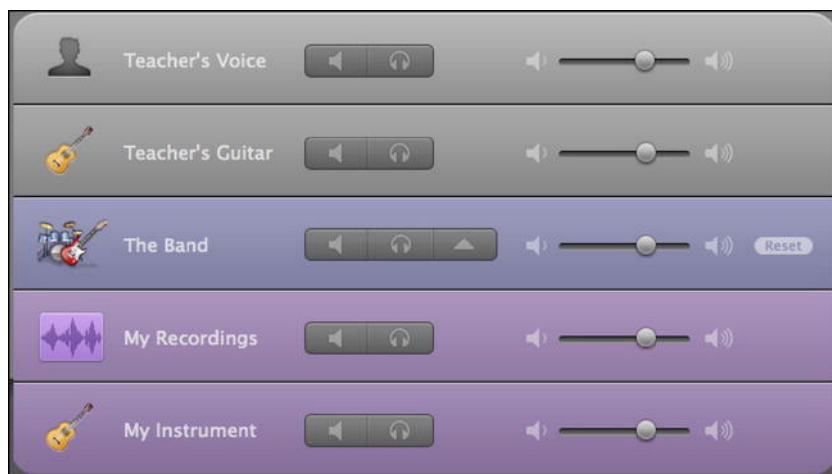 Teacher's Voice
Teacher's Guitar
The Band
Reset
My Recordings
My Instrument